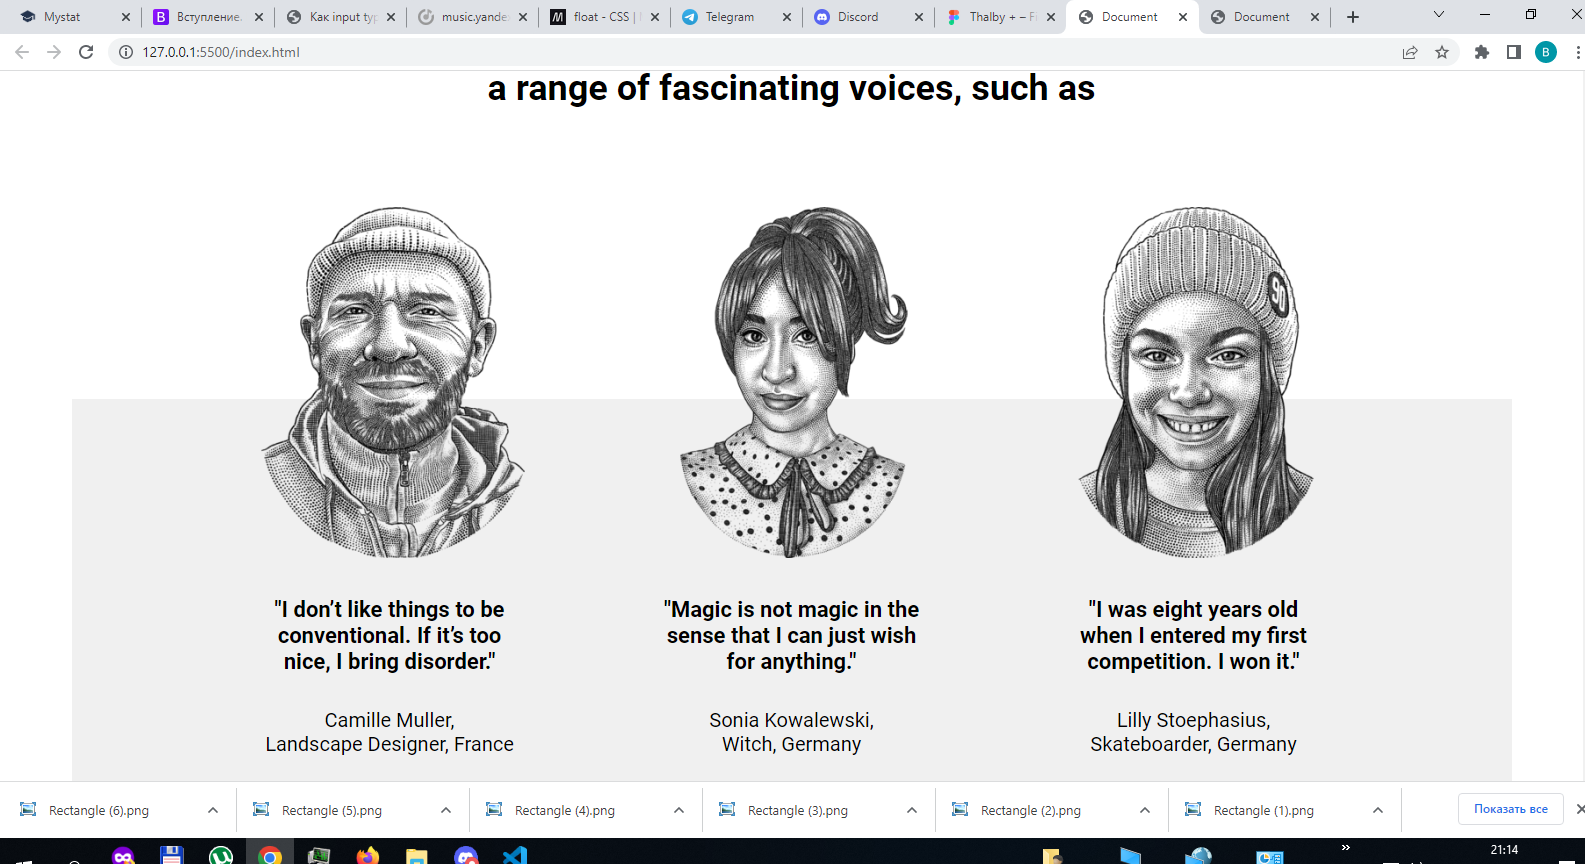 Mystat
Вступление.
Как input typ
music.yande
float - CSS | M
Telegram
Discord
Thalby + – Fi
Document
Document
127.0.0.1:5500/index.html
B
a range of fascinating voices, such as
90
"I don’t like things to be
conventional. If it’s too
nice, I bring disorder."
Camille Muller,
Landscape Designer, France
"Magic is not magic in the
sense that I can just wish
for anything."
Sonia Kowalewski,
Witch, Germany
"I was eight years old
when I entered my first
competition. I won it."
Lilly Stoephasius,
Skateboarder, Germany
Rectangle (6).png
Rectangle (5).png
Rectangle (4).png
Rectangle (3).png
Rectangle (2).png
Rectangle (1).png
Показать все
21:14